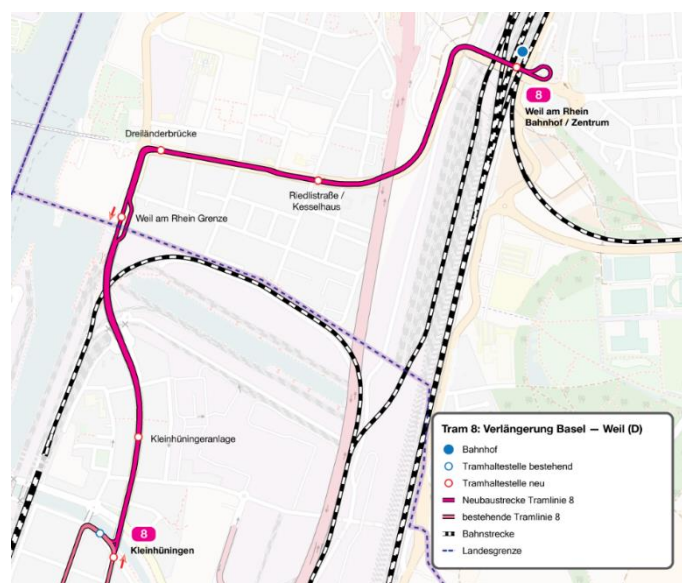 8
Weil am Rhein
Bahnhof / Zentrum
Dreiländerbrücke
Riedlistraße /
Kesselhaus
Weil am Rhein Grenze
Kleinhüningeranlage
8
Kleinhüningen
Tram 8: Verlängerung Basel — Weil (D)
Bahnhof
Tramhaltestelle bestehend
Tramhaltestelle neu
Neubaustrecke Tramlinie 8
bestehende Tramlinie 8
Bahnstrecke
Landesgrenze